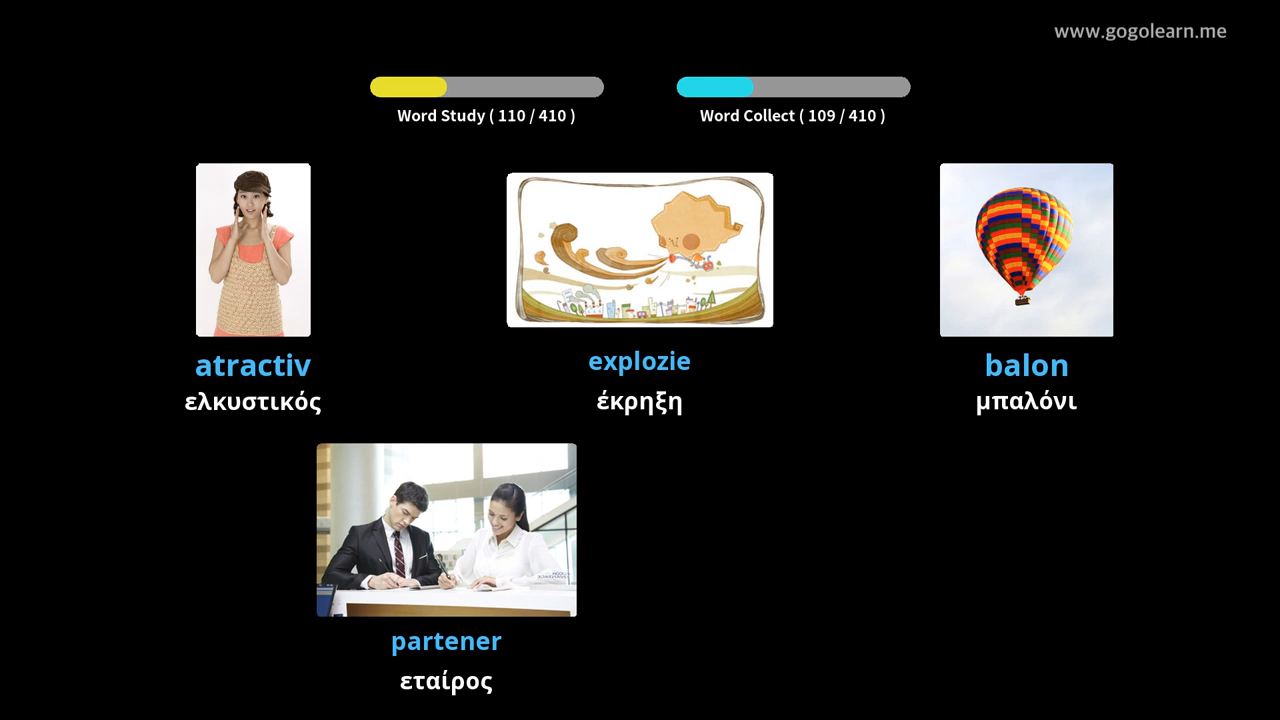 www.gogolearn.me
Word Study ( 110 / 410 )
Word Collect ( 109 / 410 )
atractiv
ελκυστικός
explozie
έκρηξη
balon
μπαλόνι
partener
εταίρος